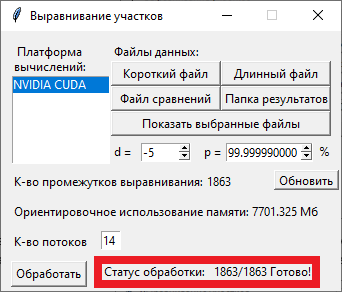 Выравнивание участков
Платформа вычислений:
NVIDIA CUDA
Файлы данных:
Короткий файл Длинный файл
Файл сравнений Папка результатов
Показать выбранные файлы
d = -5 p = 99.999990000 %
К-во промежутков выравнивания: 1863 Обновить
Ориентировочное использование памяти: 7701.325 Мб
К-во потоков 14
Обработать Статус обработки: 1863/1863 Готово!